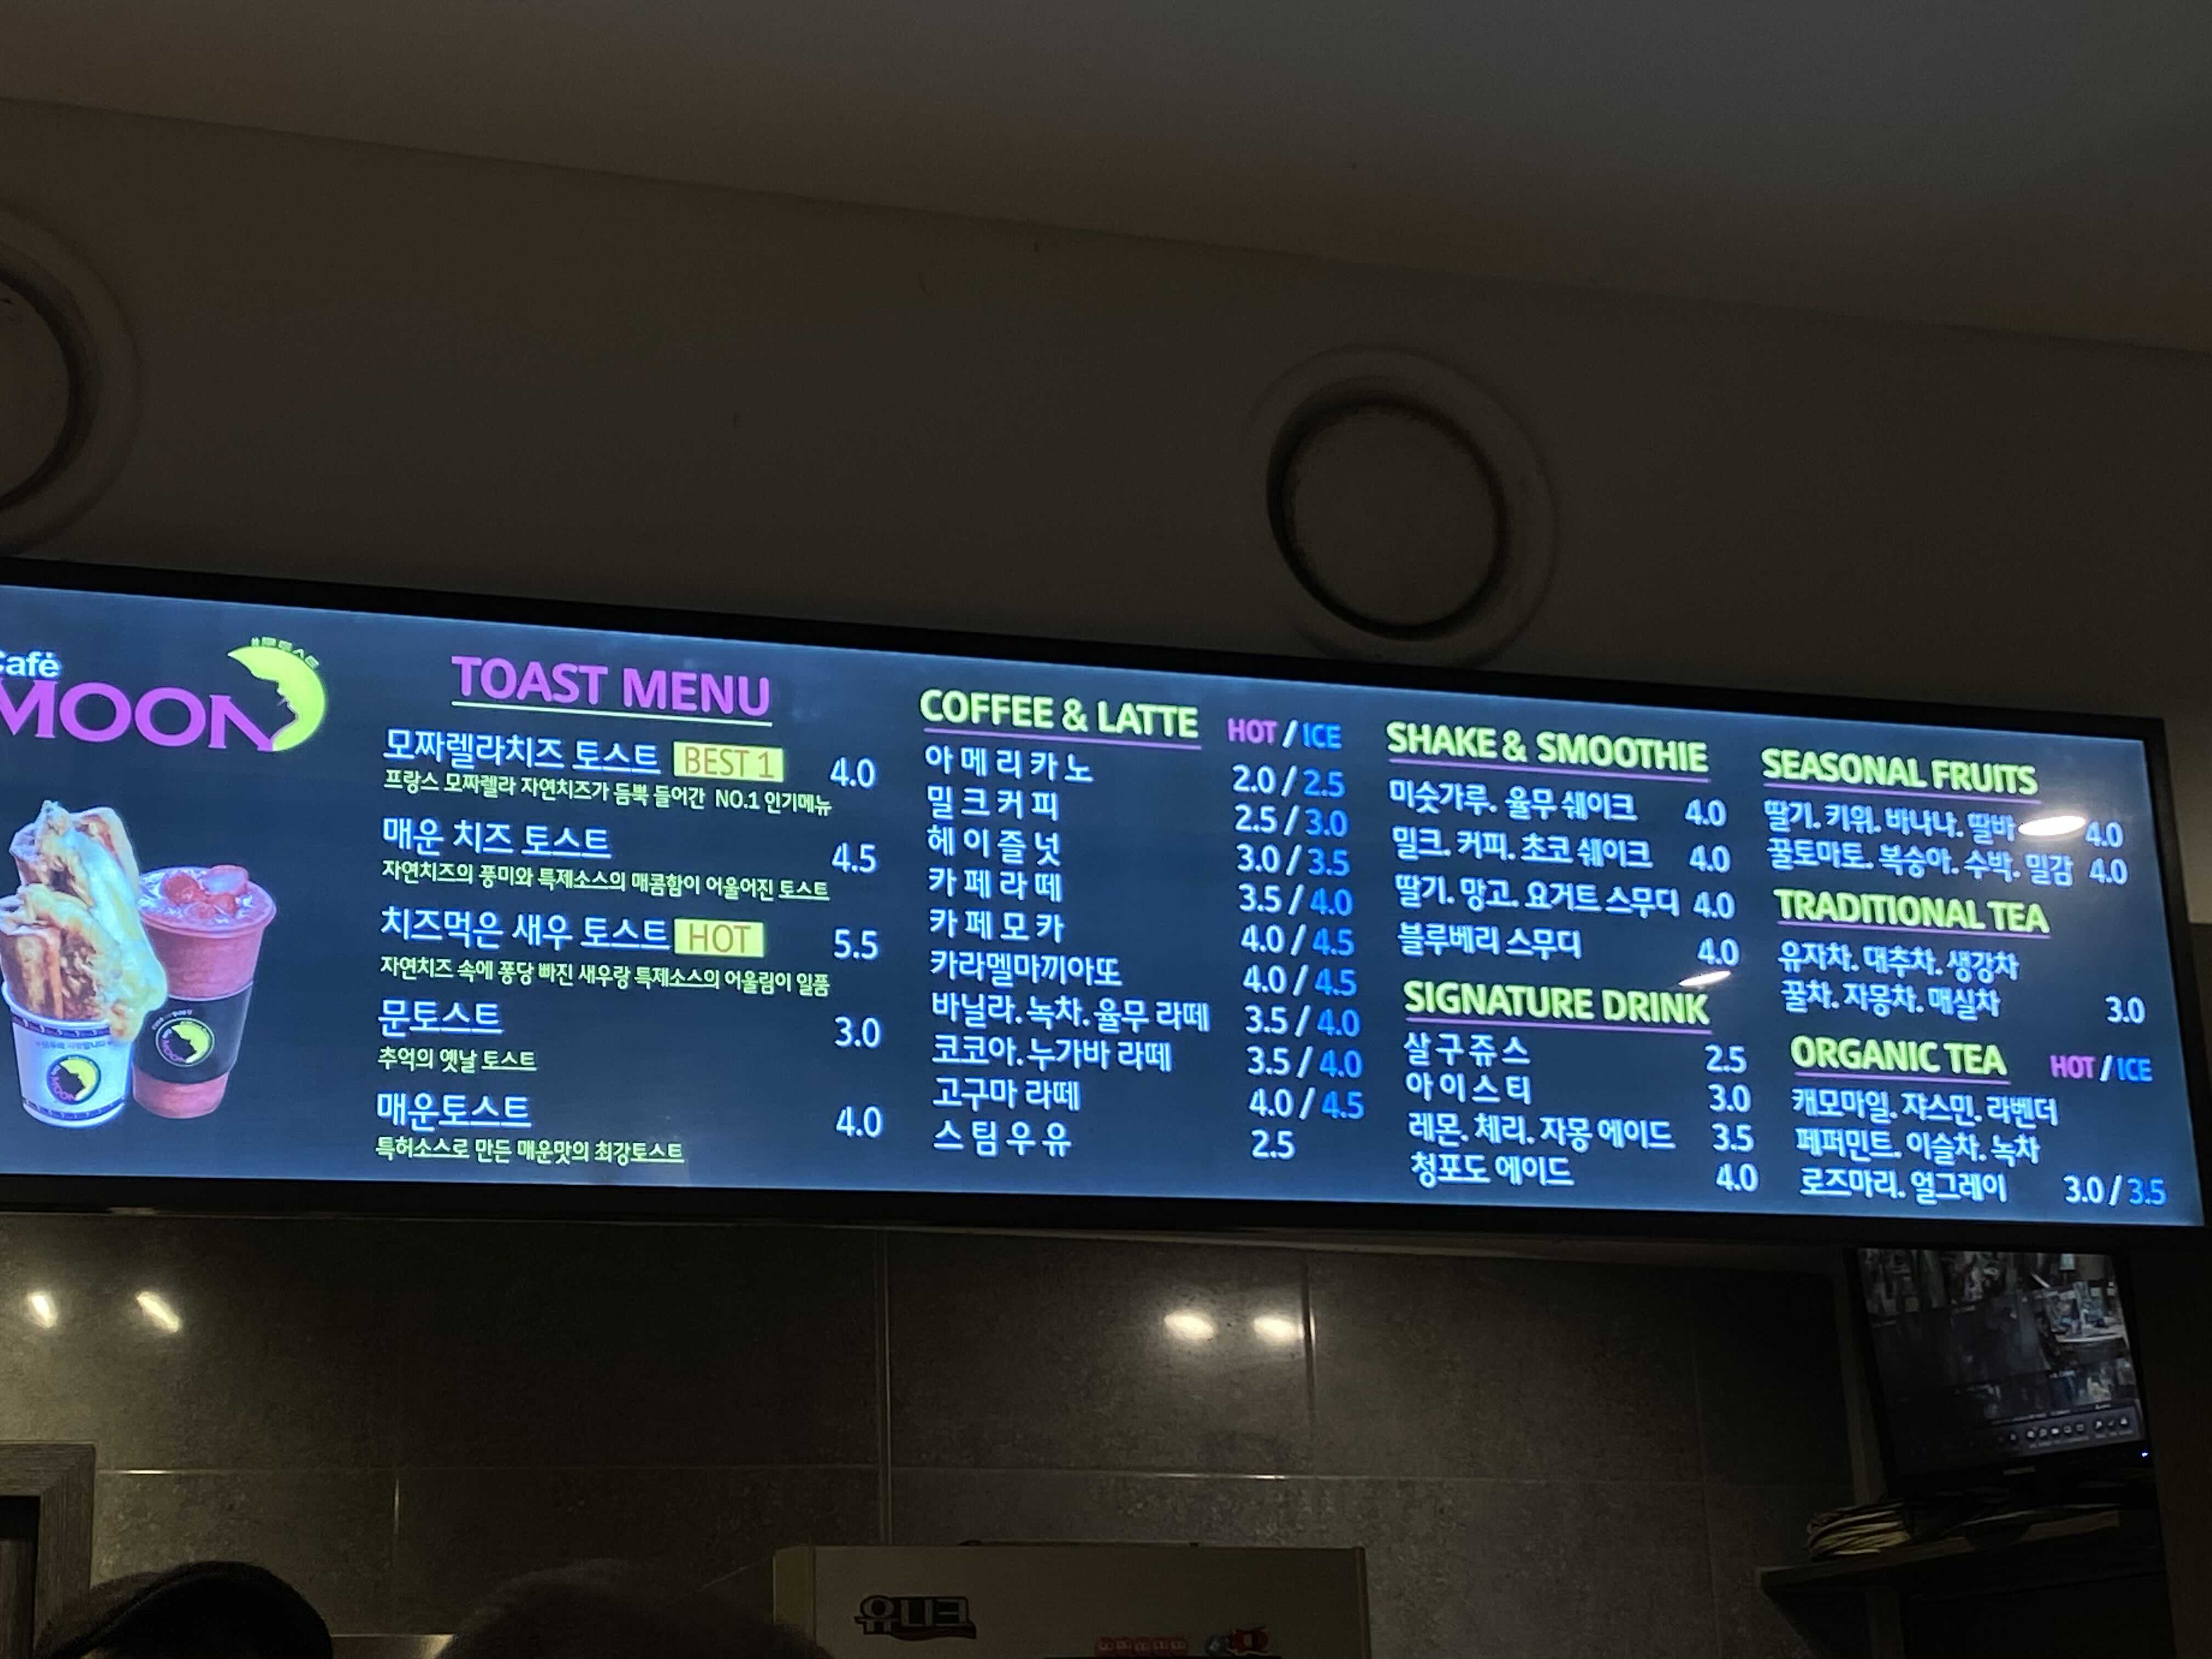 Café
MOON
#문토스트
TOAST MENU
모짜렐라치즈 토스트 BEST 1 4.0
프랑스 모짜렐라 자연치즈가 듬뿍 들어간 NO.1 인기메뉴
매운 치즈 토스트 4.5
자연치즈의 풍미와 특제소스의 매콤함이 어울어진 토스트
치즈먹은 새우 토스트 HOT 5.5
자연치즈 속에 퐁당 빠진 새우랑 특제소스의 어울림이 일품
문토스트 3.0
추억의 옛날 토스트
매운토스트 4.0
특허소스로 만든 매운맛의 최강토스트
COFFEE & LATTE HOT / ICE
아메리카노 2.0 / 2.5
밀크커피 2.5 / 3.0
헤이즐넛 3.0 / 3.5
카페라떼 3.5 / 4.0
카페모카 4.0 / 4.5
카라멜마끼아또 4.0 / 4.5
바닐라. 녹차. 율무 라떼 3.5 / 4.0
코코아. 누가바 라떼 3.5 / 4.0
고구마 라떼 4.0 / 4.5
스팀우유 2.5
SHAKE & SMOOTHIE
미숫가루. 율무 쉐이크 4.0
밀크. 커피. 초코 쉐이크 4.0
딸기. 망고. 요거트 스무디 4.0
블루베리 스무디 4.0
SIGNATURE DRINK
살구쥬스 2.5
아이스티 3.0
레몬. 체리. 자몽 에이드 3.5
청포도 에이드 4.0
SEASONAL FRUITS
딸기. 키위. 바나나. 딸바 4.0
꿀토마토. 복숭아. 수박. 밀감 4.0
TRADITIONAL TEA
유자차. 대추차. 생강차
꿀차. 자몽차. 매실차 3.0
ORGANIC TEA HOT / ICE
캐모마일. 쟈스민. 라벤더
페퍼민트. 이슬차. 녹차
로즈마리. 얼그레이 3.0 / 3.5
MOON
MOON
유니크